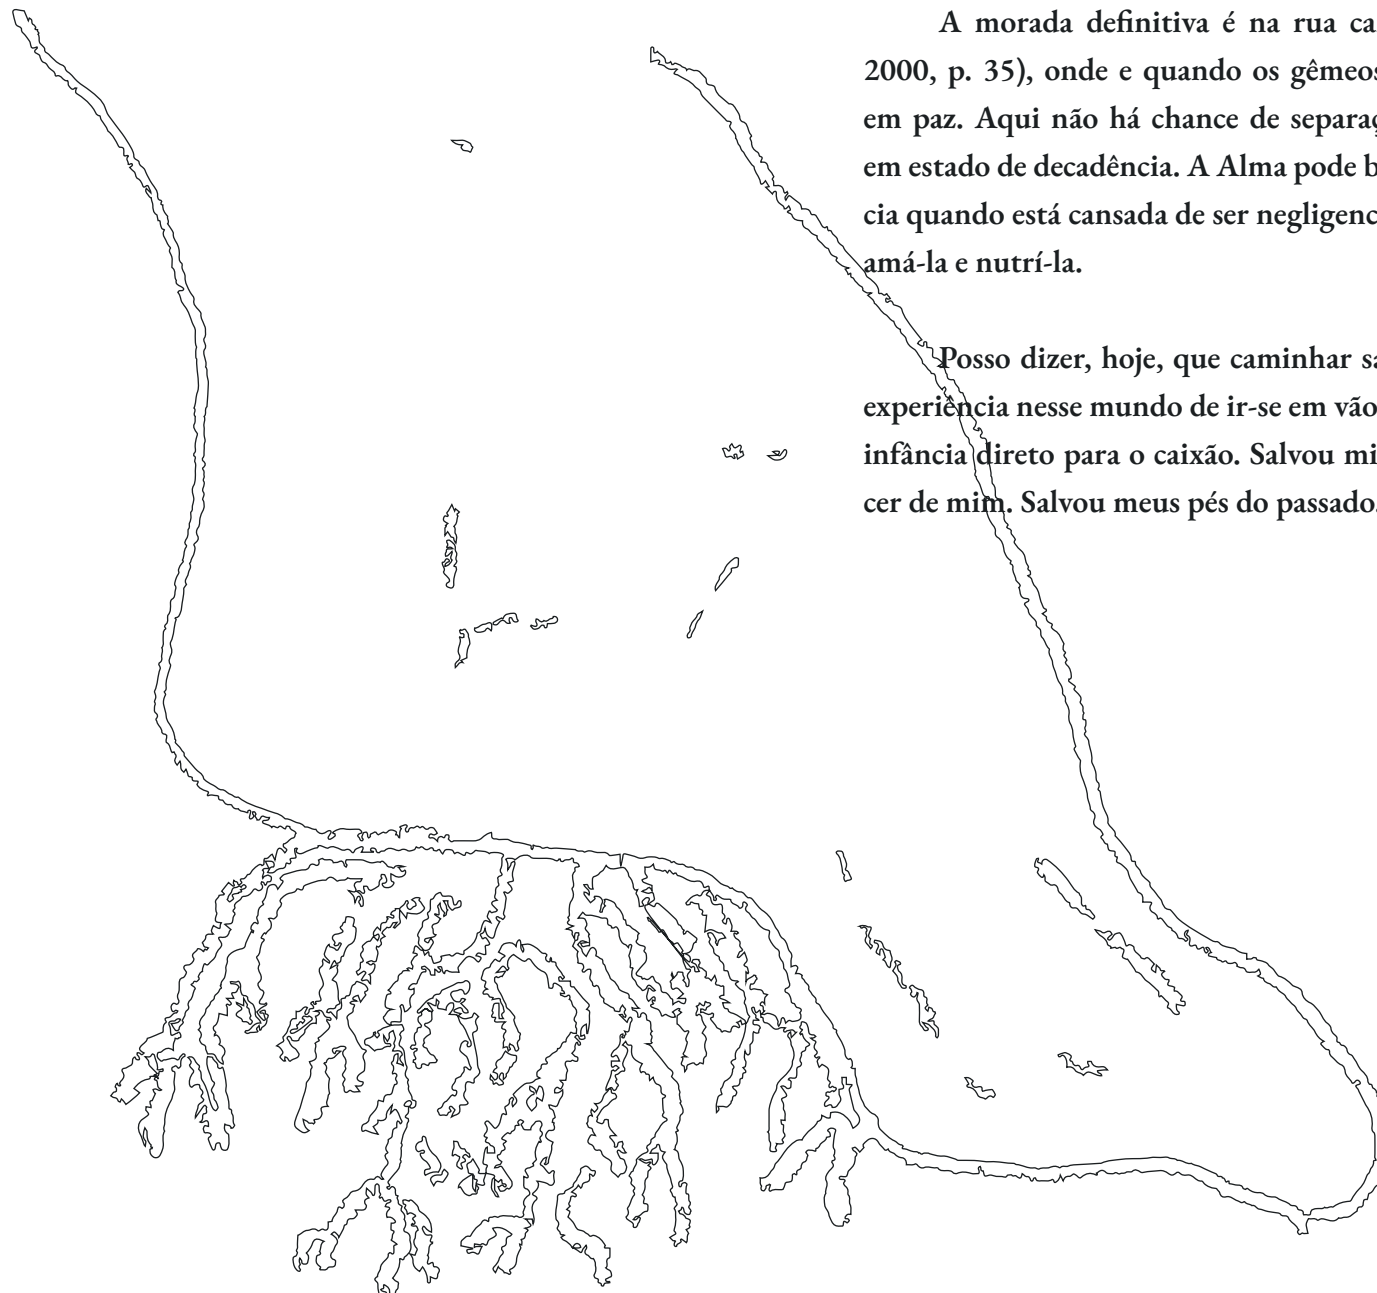 A morada definitiva é na rua ca
2000, p. 35), onde e quando os gêmeos
em paz. Aqui não há chance de separaç
em estado de decadência. A Alma pode b
cia quando está cansada de ser negligenc
amá-la e nutrí-la.
Posso dizer, hoje, que caminhar sa
experiência nesse mundo de ir-se em vão
infância direto para o caixão. Salvou mi
cer de mim. Salvou meus pés do passado.